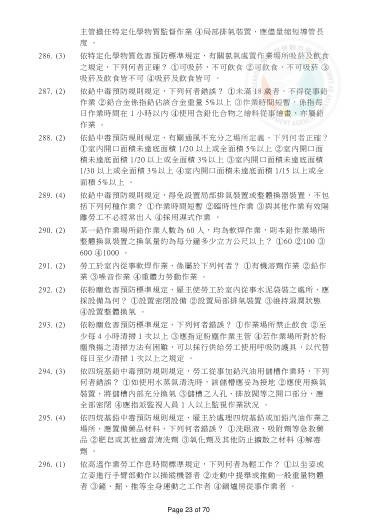 主管擔任特定化學物質監督作業 ④局部排氣裝置，應儘量縮短導管長
度 。
286. (3) 依特定化學物質危害預防標準規定，有關氯氣處置作業場所吸菸及飲食
之規定，下列何者正確？ ①可吸菸，不可飲食 ②可飲食，不可吸菸 ③
吸菸及飲食皆不可 ④吸菸及飲食皆可 。
287. (2) 依鉛中毒預防規則規定，下列何者錯誤？ ①未滿 18 歲者，不得從事鉛
作業 ②鉛合金係指鉛佔該合金重量 5%以上 ③作業時間短暫，係指每
日作業時間在 1 小時以內 ④使用含鉛化合物之繪料從事繪畫，亦屬鉛
作業 。
288. (2) 依鉛中毒預防規則規定，有關通風不充分之場所定義，下列何者正確？
①室內開口面積未達底面積 1/20 以上或全面積 5%以上 ②室內開口面
積未達底面積 1/20 以上或全面積 3%以上 ③室內開口面積未達底面積
1/30 以上或全面積 3%以上 ④室內開口面積未達底面積 1/15 以上或全
面積 5%以上 。
289. (4) 依鉛中毒預防規則規定，得免設置局部排氣裝置或整體換氣裝置，不包
括下列何種作業？ ①作業時間短暫 ②臨時性作業 ③與其他作業有效隔
離勞工不必經常出入 ④採用濕式作業 。
290. (2) 某一鉛作業場所鉛作業人數為 60 人，均為軟焊作業，則本鉛作業場所
整體換氣裝置之換氣量約為每分鐘多少立方公尺以上？ ①60 ②100 ③
600 ④1000 。
291. (2) 勞工於室內從事軟焊作業，係屬於下列何者？ ①有機溶劑作業 ②鉛作
業 ③噪音作業 ④重體力勞動作業 。
292. (2) 依粉塵危害預防標準規定，雇主使勞工於室內從事水泥袋裝之處所，應
採設備為何？ ①設置密閉設備 ②設置局部排氣裝置 ③維持濕潤狀態
④設置整體換氣 。
293. (2) 依粉塵危害預防標準規定，下列何者錯誤？ ①作業場所禁止飲食 ②至
少每 4 小時清掃 1 次以上 ③應指定粉塵作業主管 ④若作業場所對於粉
塵飛揚之清掃方法有困難，可以採行供給勞工使用呼吸防護具，以代替
每日至少清掃 1 次以上之規定 。
294. (3) 依四烷基鉛中毒預防規則規定，勞工從事加鉛汽油用儲槽作業時，下列
何者錯誤？ ①如使用水蒸氣清洗時，該儲槽應妥為接地 ②應使用換氣
裝置，將儲槽內部充分換氣 ③儲槽之人孔、排放閥等之開口部分，應
全部密閉 ④應指派監視人員 1 人以上監視作業狀況 。
295. (4) 依四烷基鉛中毒預防規則規定，雇主於處理四烷基鉛或加鉛汽油作業之
場所，應置備藥品材料，下列何者錯誤？ ①洗眼液、吸附劑等急救藥
品 ②肥皂或其他適當清洗劑 ③氧化劑及其他防止擴散之材料 ④解毒
劑 。
296. (1) 依高溫作業勞工作息時間標準規定，下列何者為輕工作？ ①以坐姿或
立姿進行手臂部動作以操縱機器者 ②走動中提舉或推動一般重量物體
者 ③鏟、掘、推等全身運動之工作者 ④鍋爐房從事作業者 。
Page 23 of 70